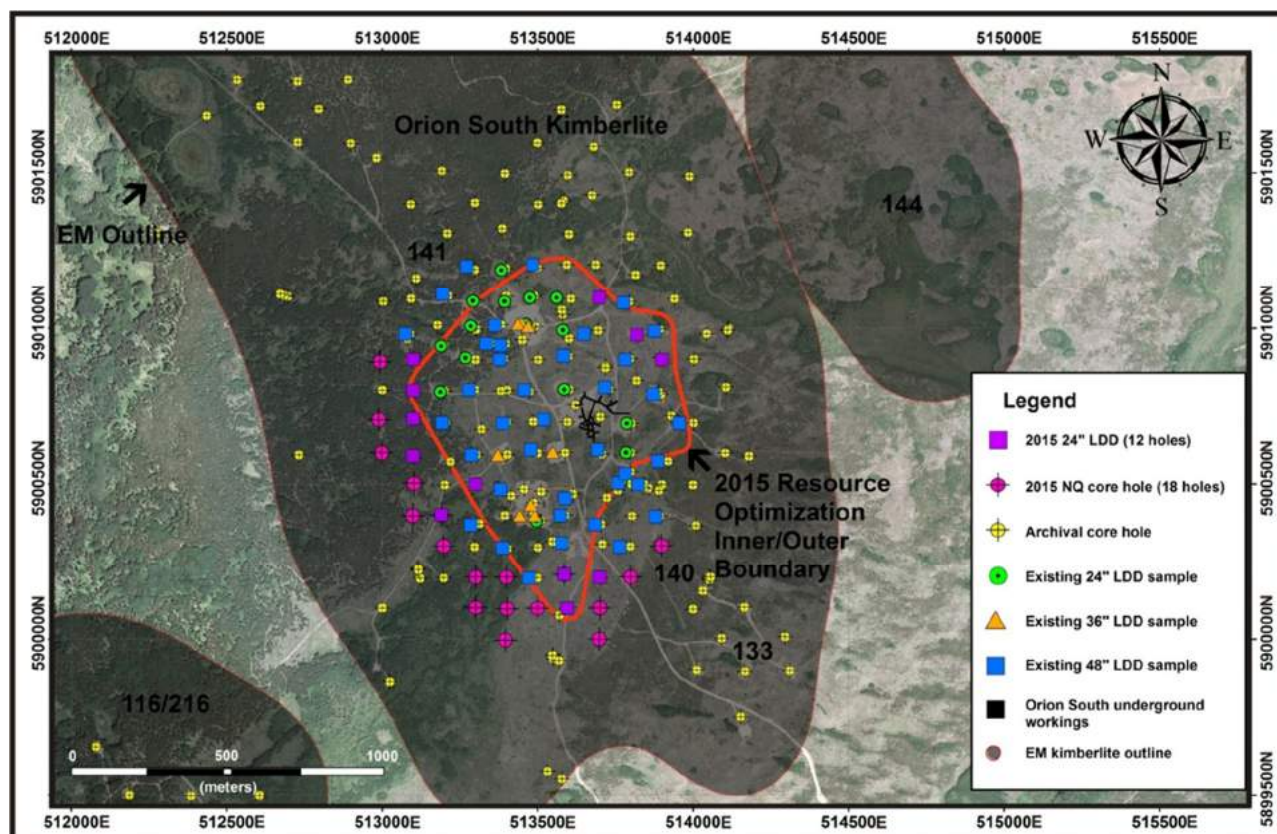 512000E 512500E 513000E 513500E 514000E 514500E 515000E 515500E
5901500N
5901000N
5900500N
5900000N
N
W E
S
5901500N
5901000N
5900500N
5900000N
5899500N
Orion South Kimberlite
144
EM Outline
141
2015 Resource
Optimization
Inner/Outer
Boundary
140
133
116/216
0 500 1000
(meters)
Legend
2015 24" LDD (12 holes)
2015 NQ core hole (18 holes)
Archival core hole
Existing 24" LDD sample
Existing 36" LDD sample
Existing 48" LDD sample
Orion South underground
workings
EM kimberlite outline
512000E 512500E 513000E 513500E 514000E 514500E 515000E 515500E